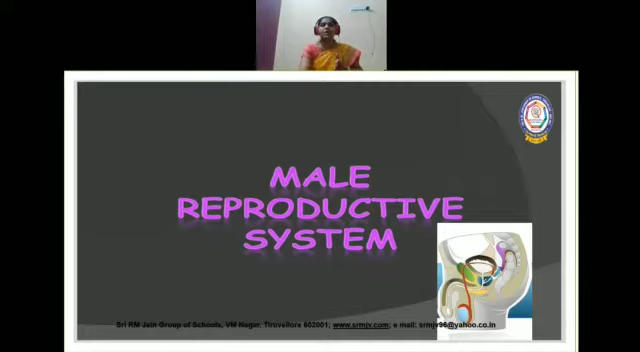 MALE
REPRODUCTIVE
SYSTEM
Sri RM Jain Group of Schools, VM Nagar, Tiruvellore 602001; www.srmjv.com; e mail: srmjv96@yahoo.co.in